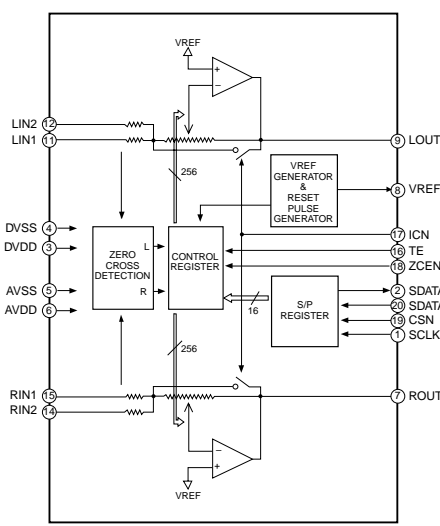 VREF
+
−
LIN2 12
LIN1 11
9 LOUT
256
VREF
GENERATOR
&
RESET
PULSE
GENERATOR
8 VREF
DVSS 4
DVDD 3
17 ICN
16 TE
18 ZCEN
ZERO
CROSS
DETECTION
L
R
CONTROL
REGISTER
AVSS 5
AVDD 6
16
S/P
REGISTER
2 SDATA
20 SDATA
19 CSN
1 SCLK
256
RIN1 15
RIN2 14
7 ROUT
−
+
VREF